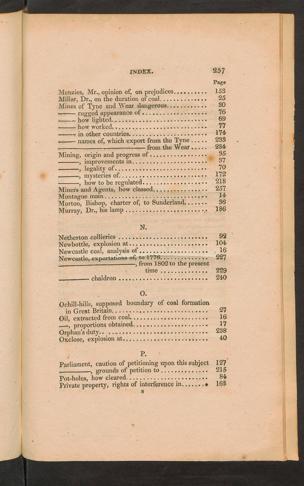 INDEX. 257
Page
Menzies, Mr., opinion of, on prejudices.......... 153
Millar, Dr., on the duration of coal.............. 25
Mines of Tyne and Wear dangerous............ 30
——— rugged appearance of.................... 76
——— how lighted............................ 69
——— how worked............................ 77
——— in other countries...................... 174
——— names of, which export from the Tyne.... 233
——— from the Wear.... 234
Mining, origin and progress of.................. 35
———, improvements in...................... 37
———, legality of............................ 70
———, mysteries of.......................... 172
———, how to be regulated.................. 218
Miners and Agents, how classed................ 257
Montague main................................ 14
Morton, Bishop, charter of, to Sunderland........ 36
Murray, Dr., his lamp.......................... 186
N.
Netherton collieries............................ 92
Newbottle, explosion at........................ 104
Newcastle coal, analysis of...................... 16
Newcastle, exportations of, to 1776.............. 227
———, from 1802 to the present
time.............. 229
——— chaldron.......................... 240
O.
Ochill-hills, supposed boundary of coal formation
in Great Britain............................ 27
Oil, extracted from coal........................ 16
——, proportions obtained...................... 17
Orphan's duty................................ 238
Oxclose, explosion at.......................... 40
P.
Parliament, caution of petitioning upon this subject 127
———, grounds of petition to................ 215
Pot-holes, how cleared........................ 84
Private property, rights of interference in........ 163
s